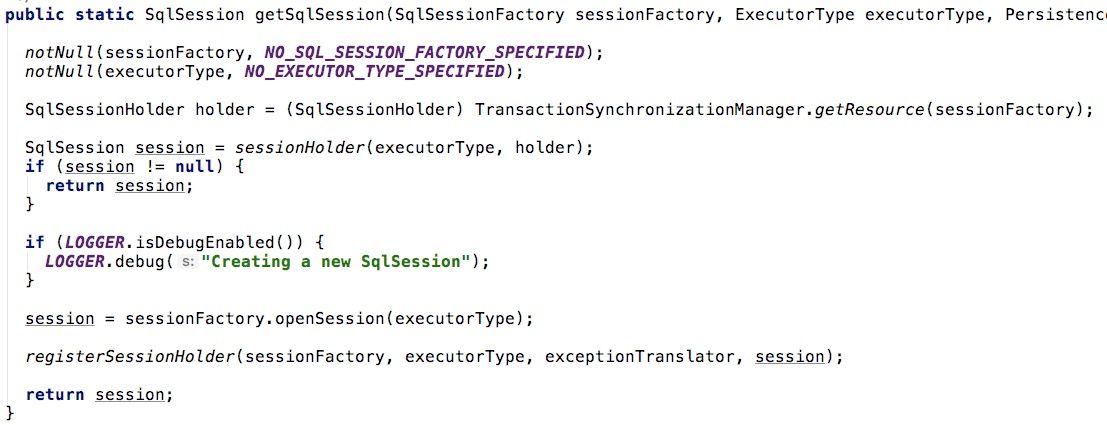 public static SqlSession getSqlSession(SqlSessionFactory sessionFactory, ExecutorType executorType, Persistenc
notNull(sessionFactory, NO_SQL_SESSION_FACTORY_SPECIFIED);
notNull(executorType, NO_EXECUTOR_TYPE_SPECIFIED);
SqlSessionHolder holder = (SqlSessionHolder) TransactionSynchronizationManager.getResource(sessionFactory);
SqlSession session = sessionHolder(executorType, holder);
if (session != null) {
return session;
}
if (LOGGER.isDebugEnabled()) {
LOGGER.debug( s: "Creating a new SqlSession");
}
session = sessionFactory.openSession(executorType);
registerSessionHolder(sessionFactory, executorType, exceptionTranslator, session);
return session;
}